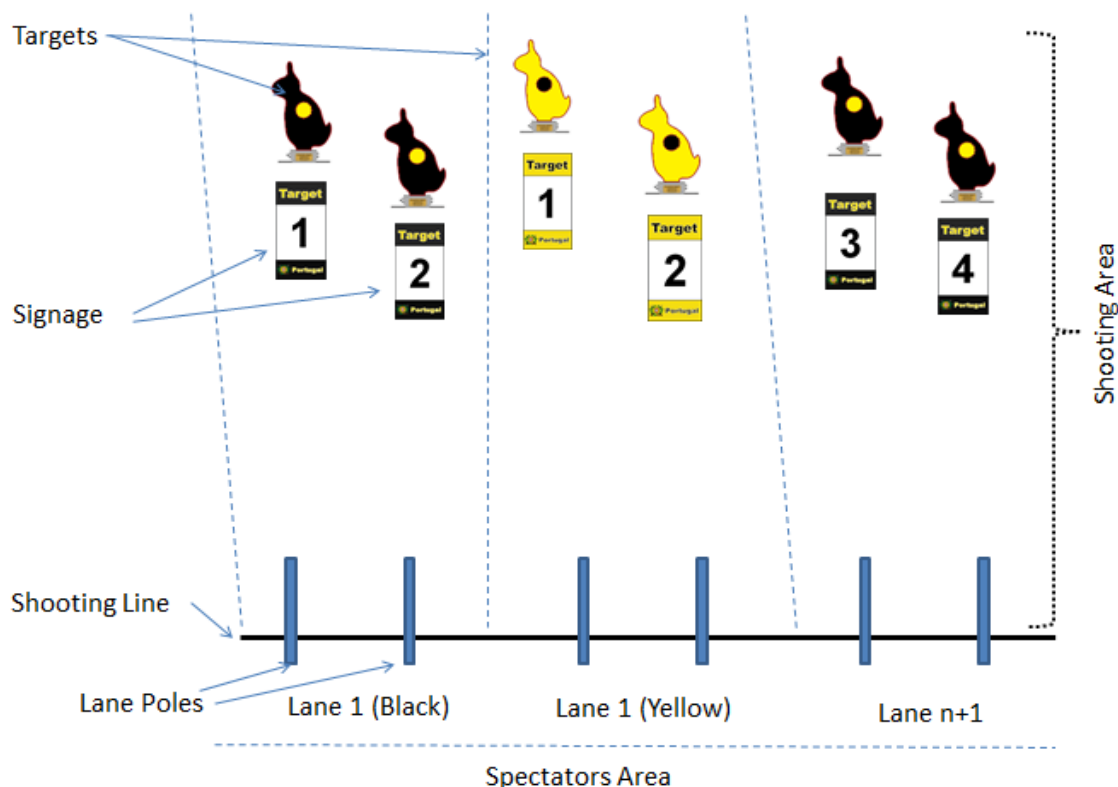 Targets
Target
1
Portugal
Target
2
Portugal
Target
1
Portugal
Target
2
Portugal
Target
3
Portugal
Target
4
Portugal
Signage
Shooting Area
Shooting Line
Lane Poles
Lane 1 (Black)
Lane 1 (Yellow)
Lane n+1
Spectators Area